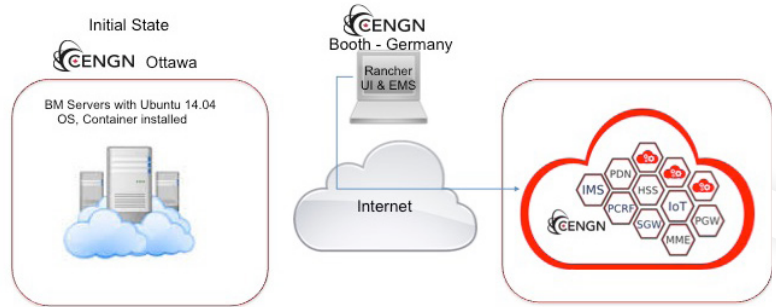 Initial State
CENGN Ottawa
BM Servers with Ubuntu 14.04
OS, Container installed
CENGN
Booth - Germany
Rancher
UI & EMS
Internet
PDN
IMS
HSS
PCRF
IoT
SGW
PGW
MME
CENGN